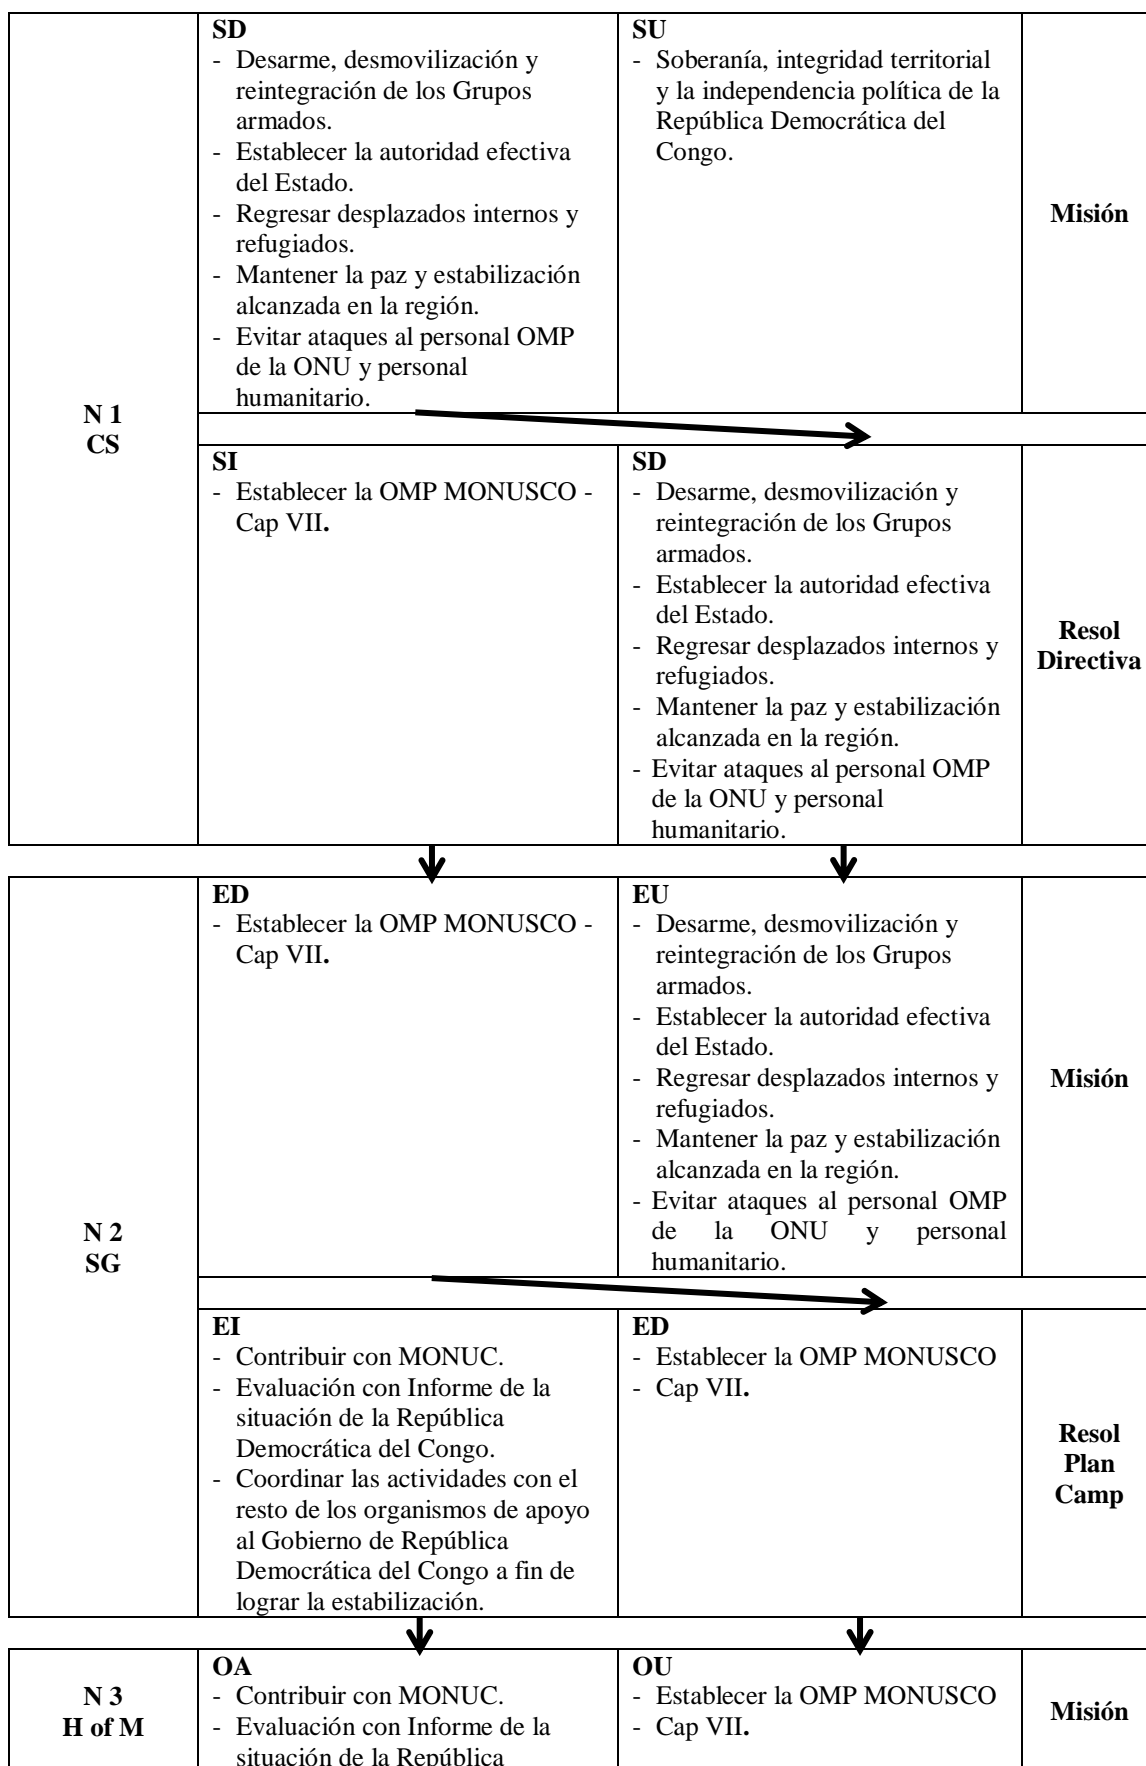 N 1
CS
SD
- Desarme, desmovilización y
reintegración de los Grupos
armados.
- Establecer la autoridad efectiva
del Estado.
- Regresar desplazados internos y
refugiados.
- Mantener la paz y estabilización
alcanzada en la región.
- Evitar ataques al personal OMP
de la ONU y personal
humanitario.
SU
- Soberanía, integridad territorial
y la independencia política de la
República Democrática del
Congo.
Misión
SI
- Establecer la OMP MONUSCO -
Cap VII.
SD
- Desarme, desmovilización y
reintegración de los Grupos
armados.
- Establecer la autoridad efectiva
del Estado.
- Regresar desplazados internos y
refugiados.
- Mantener la paz y estabilización
alcanzada en la región.
- Evitar ataques al personal OMP
de la ONU y personal
humanitario.
Resol
Directiva
N 2
SG
ED
- Establecer la OMP MONUSCO -
Cap VII.
EU
- Desarme, desmovilización y
reintegración de los Grupos
armados.
- Establecer la autoridad efectiva
del Estado.
- Regresar desplazados internos y
refugiados.
- Mantener la paz y estabilización
alcanzada en la región.
- Evitar ataques al personal OMP
de la ONU y personal
humanitario.
Misión
EI
- Contribuir con MONUC.
- Evaluación con Informe de la
situación de la República
Democrática del Congo.
- Coordinar las actividades con el
resto de los organismos de apoyo
al Gobierno de República
Democrática del Congo a fin de
lograr la estabilización.
ED
- Establecer la OMP MONUSCO
- Cap VII.
Resol
Plan
Camp
N 3
H of M
OA
- Contribuir con MONUC.
- Evaluación con Informe de la
situación de la República
OU
- Establecer la OMP MONUSCO
- Cap VII.
Misión